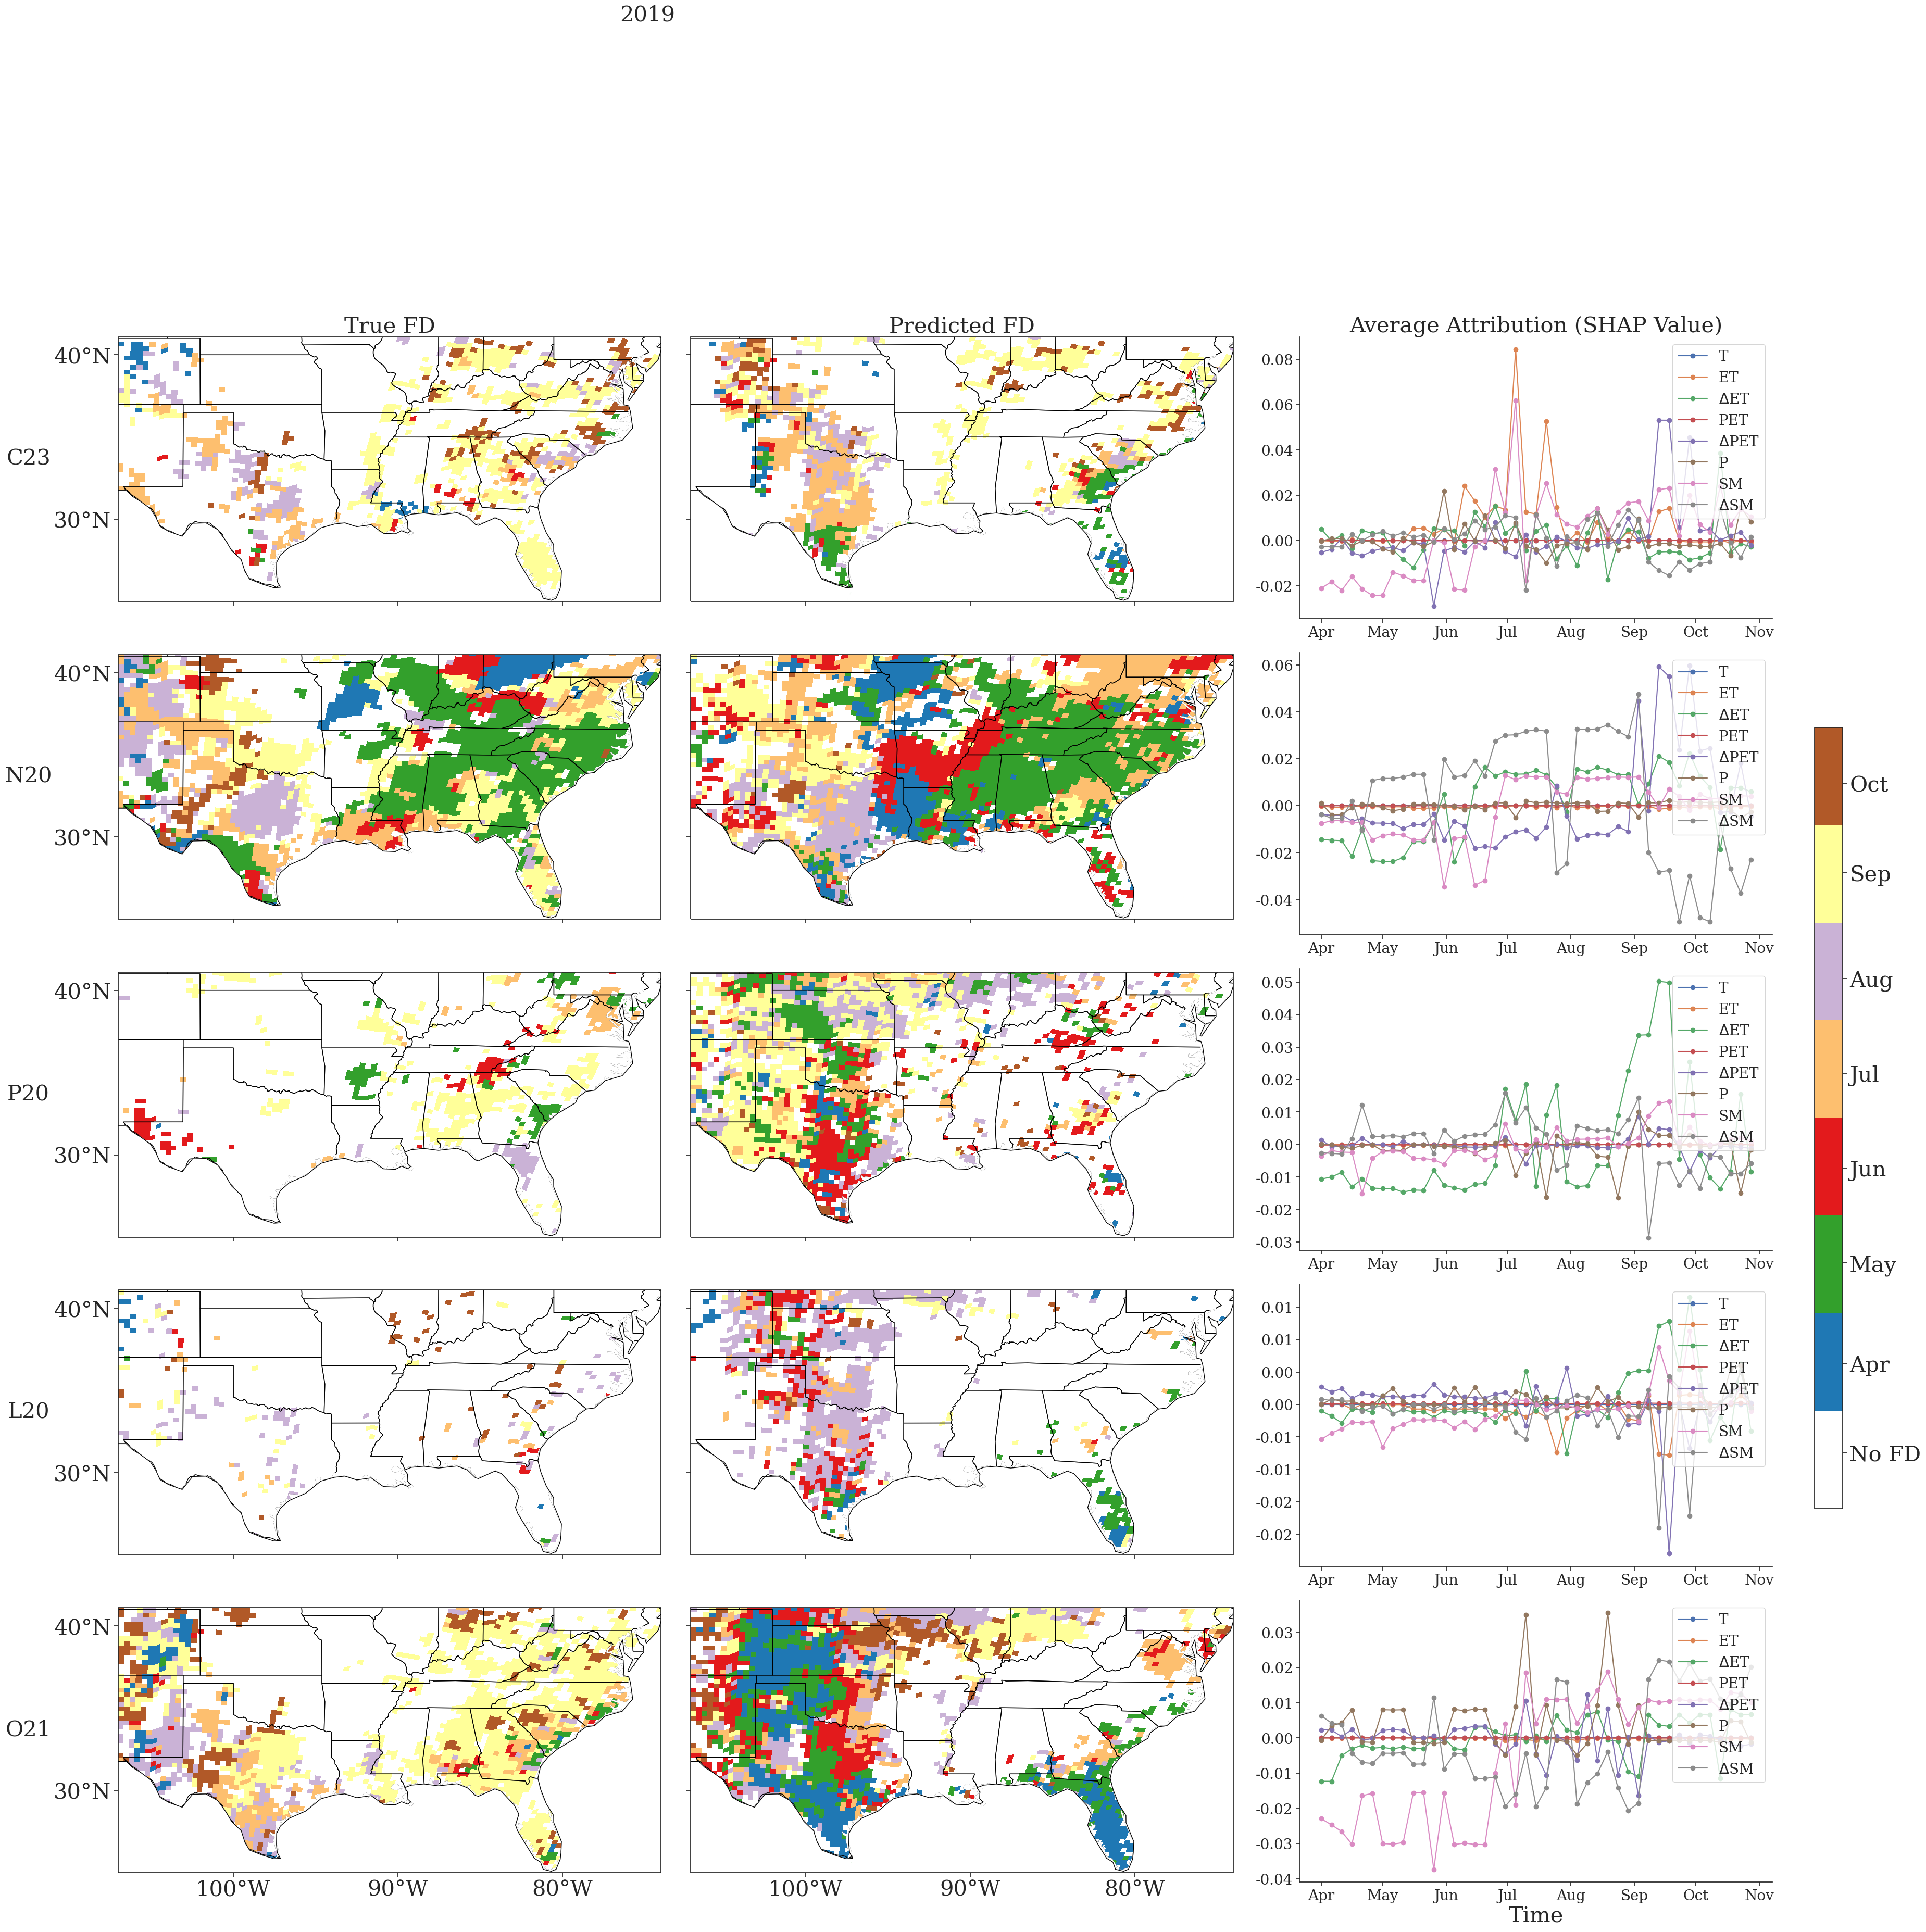 2019
True FD
Predicted FD
Average Attribution (SHAP Value)
C23
40°N
30°N
0.08
0.06
0.04
0.02
0.00
-0.02
T
ET
ΔET
PET
ΔPET
P
SM
ΔSM
Apr May Jun Jul Aug Sep Oct Nov
N20
40°N
30°N
0.06
0.04
0.02
0.00
-0.02
-0.04
T
ET
ΔET
PET
ΔPET
P
SM
ΔSM
Apr May Jun Jul Aug Sep Oct Nov
P20
40°N
30°N
0.05
0.04
0.03
0.02
0.01
0.00
-0.01
-0.02
-0.03
T
ET
ΔET
PET
ΔPET
P
SM
ΔSM
Apr May Jun Jul Aug Sep Oct Nov
L20
40°N
30°N
0.01
0.01
0.00
0.00
-0.01
-0.01
-0.02
-0.02
T
ET
ΔET
PET
ΔPET
P
SM
ΔSM
Apr May Jun Jul Aug Sep Oct Nov
O21
40°N
30°N
100°W 90°W 80°W
100°W 90°W 80°W
0.03
0.02
0.01
0.00
-0.01
-0.02
-0.03
-0.04
T
ET
ΔET
PET
ΔPET
P
SM
ΔSM
Apr May Jun Jul Aug Sep Oct Nov
Time
Oct
Sep
Aug
Jul
Jun
May
Apr
No FD